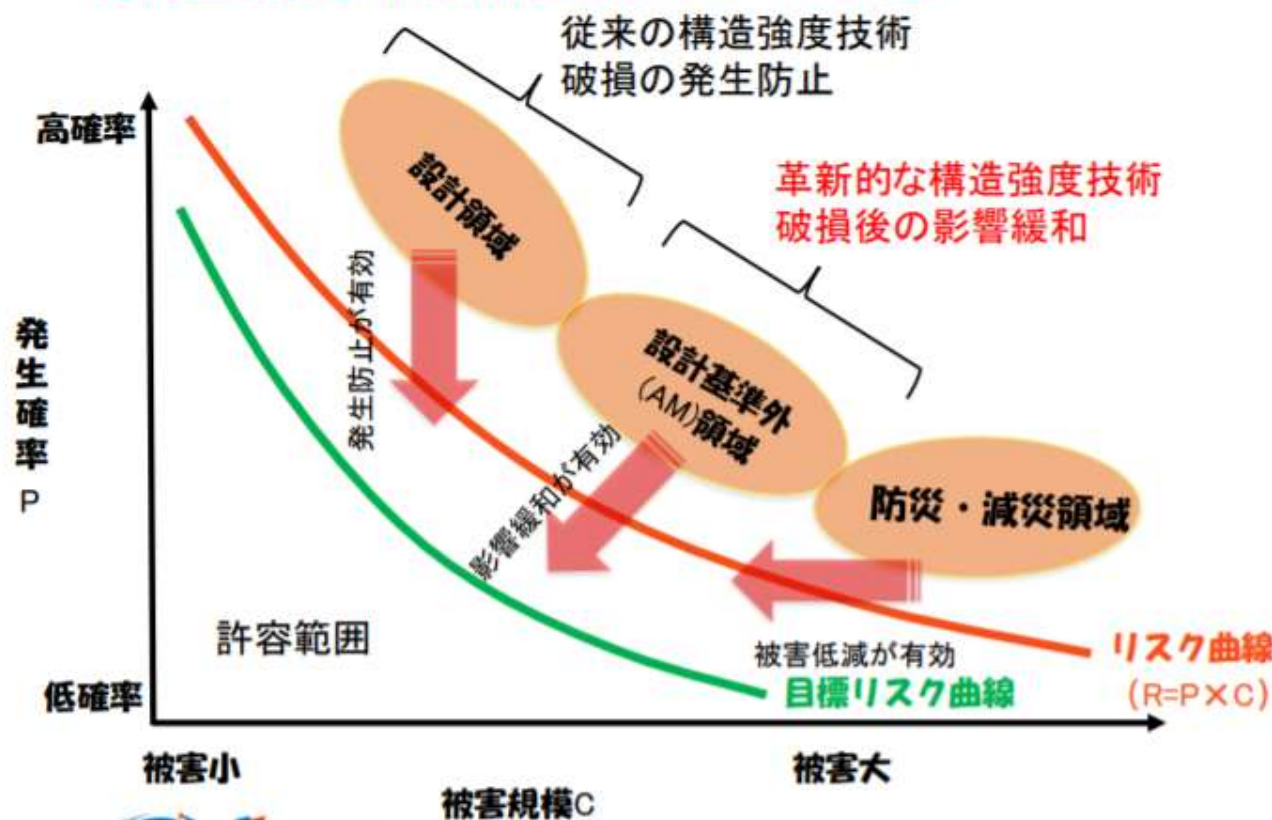 従来の構造強度技術
破損の発生防止
高確率
革新的な構造強度技術
破損後の影響緩和
設計領域
発生防止が有効
設計基準外
(AM)領域
発生確率
P
影響緩和が有効
防災・減災領域
許容範囲
被害低減が有効
リスク曲線
(R=P×C)
目標リスク曲線
低確率
被害小
被害大
被害規模C